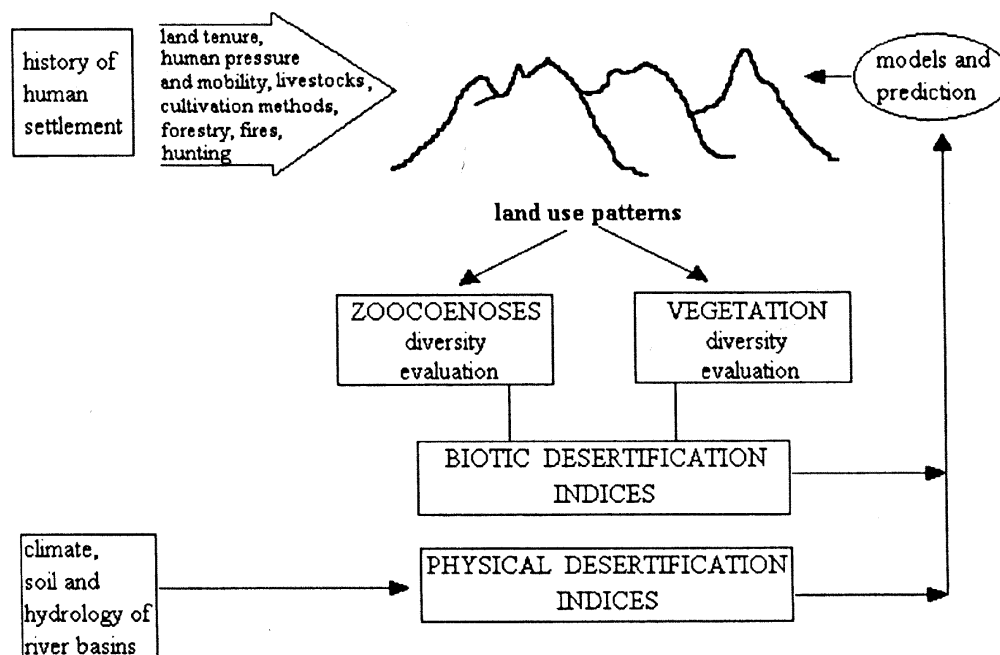 history of
human
settlement
land tenure,
human pressure
and mobility, livestocks,
cultivation methods,
forestry, fires,
hunting
models and
prediction
land use patterns
ZOOCOENOSES
diversity
evaluation
VEGETATION
diversity
evaluation
BIOTIC DESERTIFICATION
INDICES
climate,
soil and
hydrology of
river basins
PHYSICAL DESERTIFICATION
INDICES